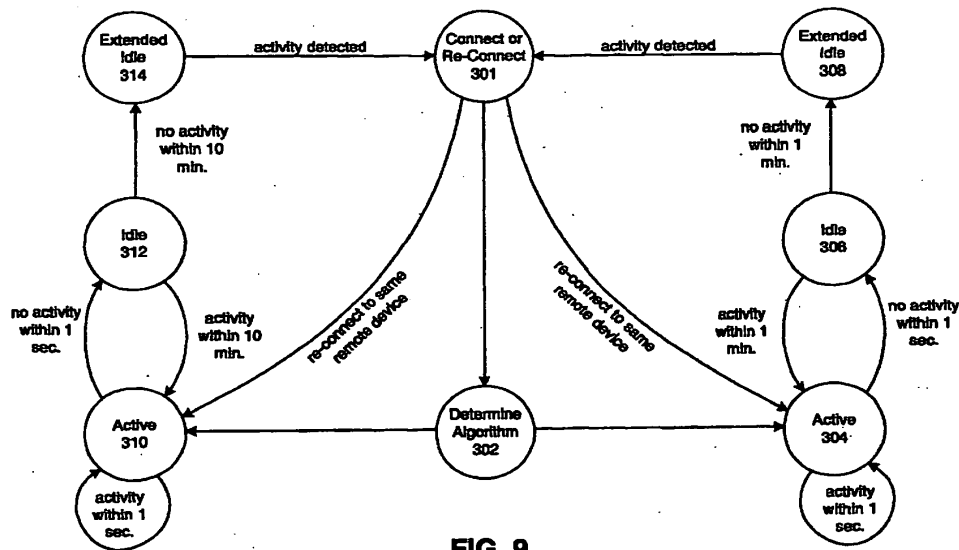 Extended
Idle
314
activity detected
Connect or
Re-Connect
301
activity detected
Extended
Idle
308
no activity
within 10
min.
no activity
within 1
min.
Idle
312
Idle
306
no activity
within 1
sec.
activity
within 10
min.
re-connect to same
remote device
re-connect to same
remote device
activity
within 1
min.
no activity
within 1
sec.
Active
310
Determine
Algorithm
302
Active
304
activity
within 1
sec.
activity
within 1
sec.
FIG. 9